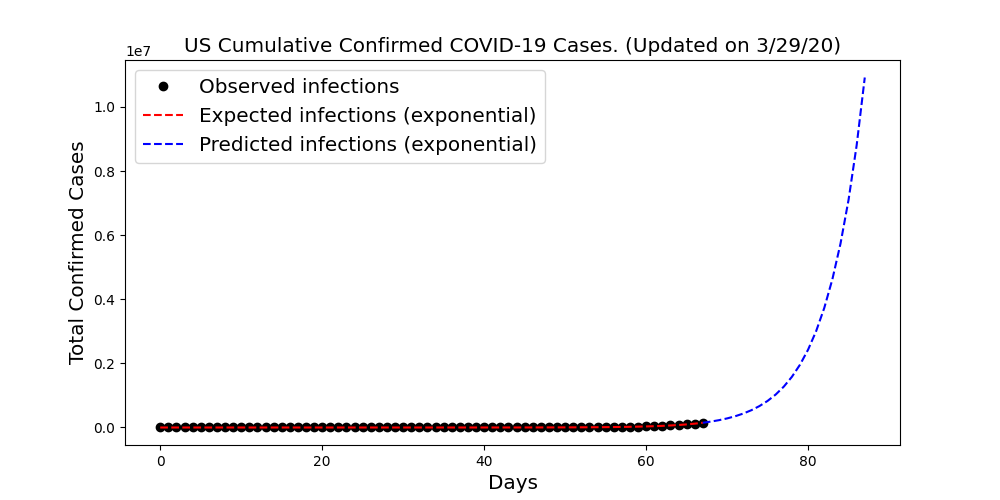 US Cumulative Confirmed COVID-19 Cases. (Updated on 3/29/20)
1e7
Observed infections
Expected infections (exponential)
Predicted infections (exponential)
Total Confirmed Cases
1.0
0.8
0.6
0.4
0.2
0.0
0 20 40 60 80
Days